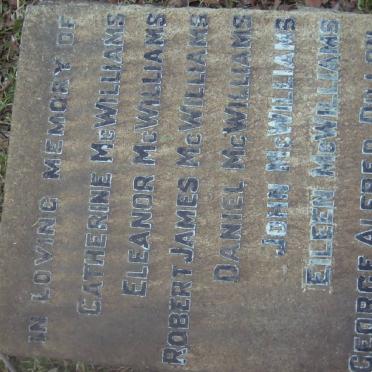 IN LOVING MEMORY OF
CATHERINE McWILLIAMS
ELEANOR McWILLIAMS
ROBERT JAMES McWILLIAMS
DANIEL McWILLIAMS
JOHN McWILLIAMS
EILEEN McWILLIAMS
GEORGE ALFRED